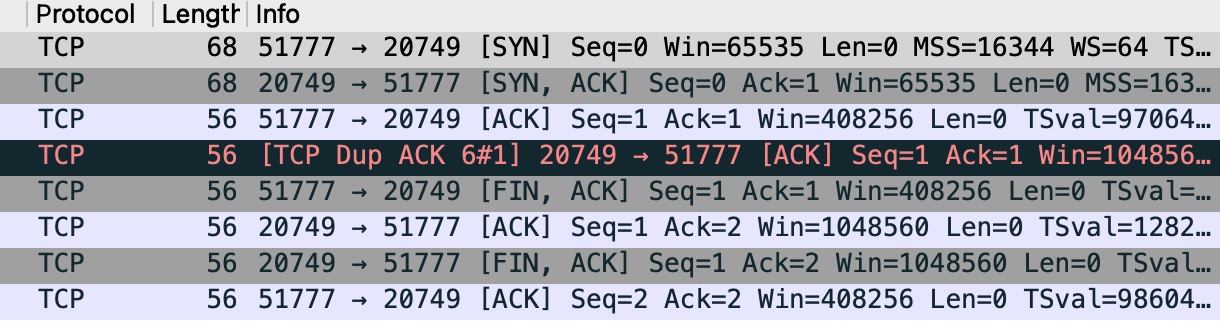 Protocol Length Info
TCP 68 51777 → 20749 [SYN] Seq=0 Win=65535 Len=0 MSS=16344 WS=64 TS…
TCP 68 20749 → 51777 [SYN, ACK] Seq=0 Ack=1 Win=65535 Len=0 MSS=163…
TCP 56 51777 → 20749 [ACK] Seq=1 Ack=1 Win=408256 Len=0 TSval=97064…
TCP 56 [TCP Dup ACK 6#1] 20749 → 51777 [ACK] Seq=1 Ack=1 Win=104856…
TCP 56 51777 → 20749 [FIN, ACK] Seq=1 Ack=1 Win=408256 Len=0 TSval=…
TCP 56 20749 → 51777 [ACK] Seq=1 Ack=2 Win=1048560 Len=0 TSval=1282…
TCP 56 20749 → 51777 [FIN, ACK] Seq=1 Ack=2 Win=1048560 Len=0 TSval…
TCP 56 51777 → 20749 [ACK] Seq=2 Ack=2 Win=408256 Len=0 TSval=98604…